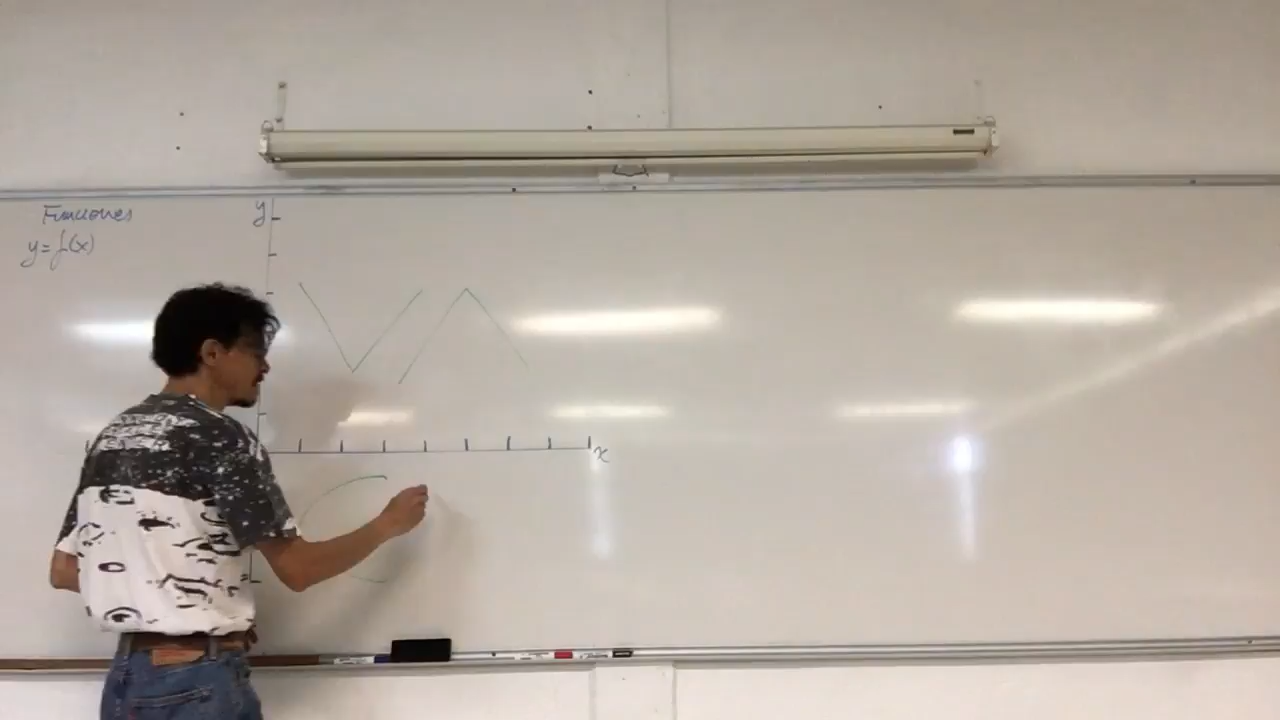 Funciones
y = f(x)
y
x